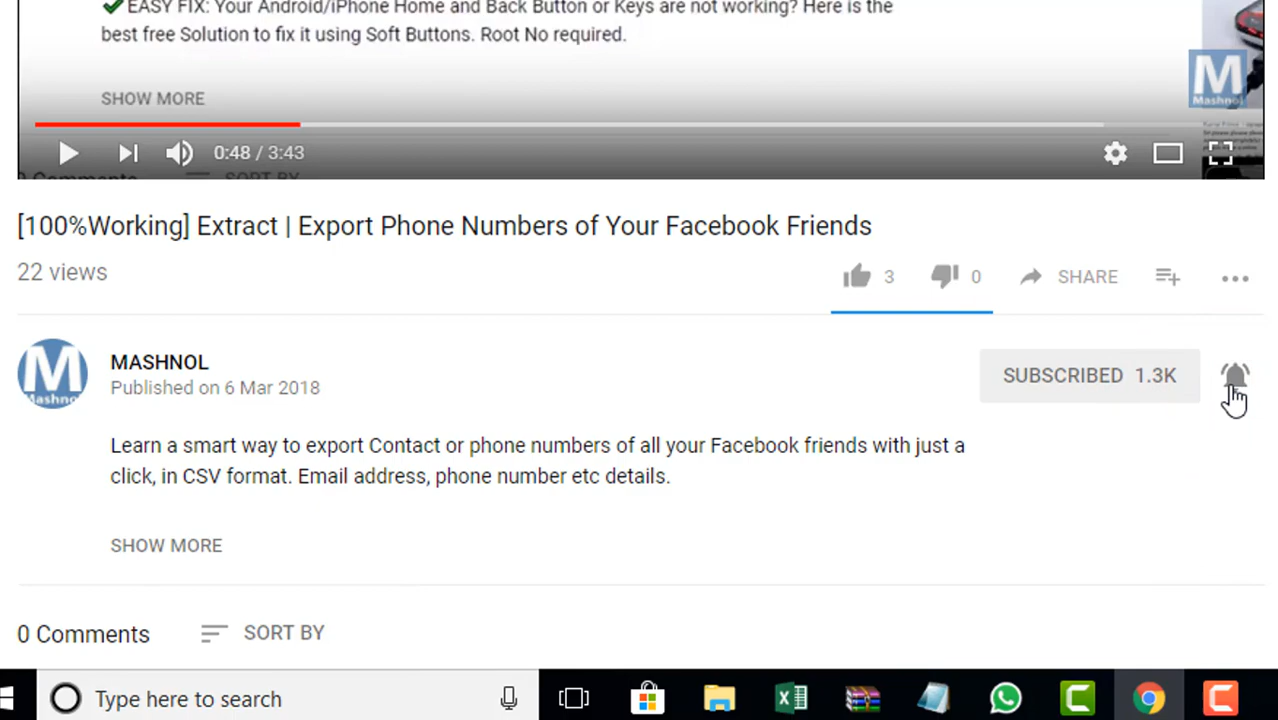 EASY FIX: Your Android/iPhone Home and Back Button or Keys are not working? Here is the
best free Solution to fix it using Soft Buttons. Root No required.
SHOW MORE
M
Mashnol
0:48 / 3:43
[100%Working] Extract | Export Phone Numbers of Your Facebook Friends
22 views
3 0 SHARE
M
Mashnol
MASHNOL
Published on 6 Mar 2018
SUBSCRIBED 1.3K
Learn a smart way to export Contact or phone numbers of all your Facebook friends with just a
click, in CSV format. Email address, phone number etc details.
SHOW MORE
0 Comments SORT BY
Type here to search